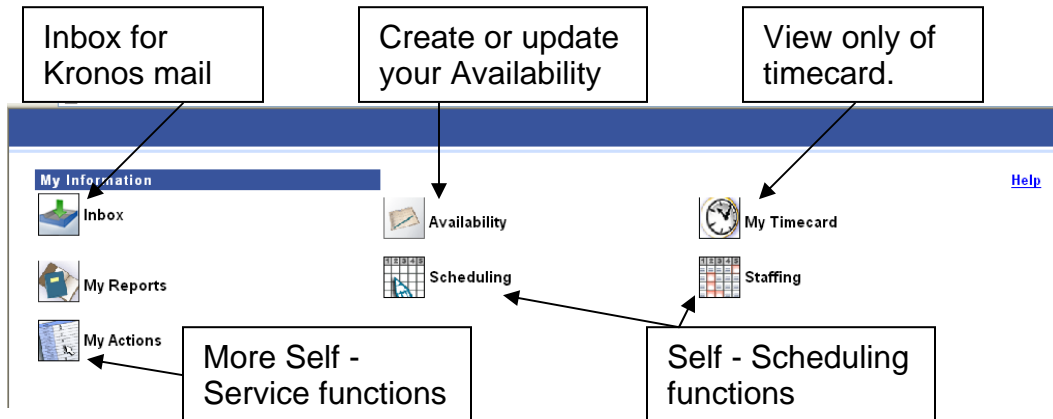 Inbox for
Kronos mail
Create or update
your Availability
View only of
timecard.
My Information
Help
Inbox
Availability
My Timecard
My Reports
Scheduling
Staffing
My Actions
More Self -
Service functions
Self - Scheduling
functions